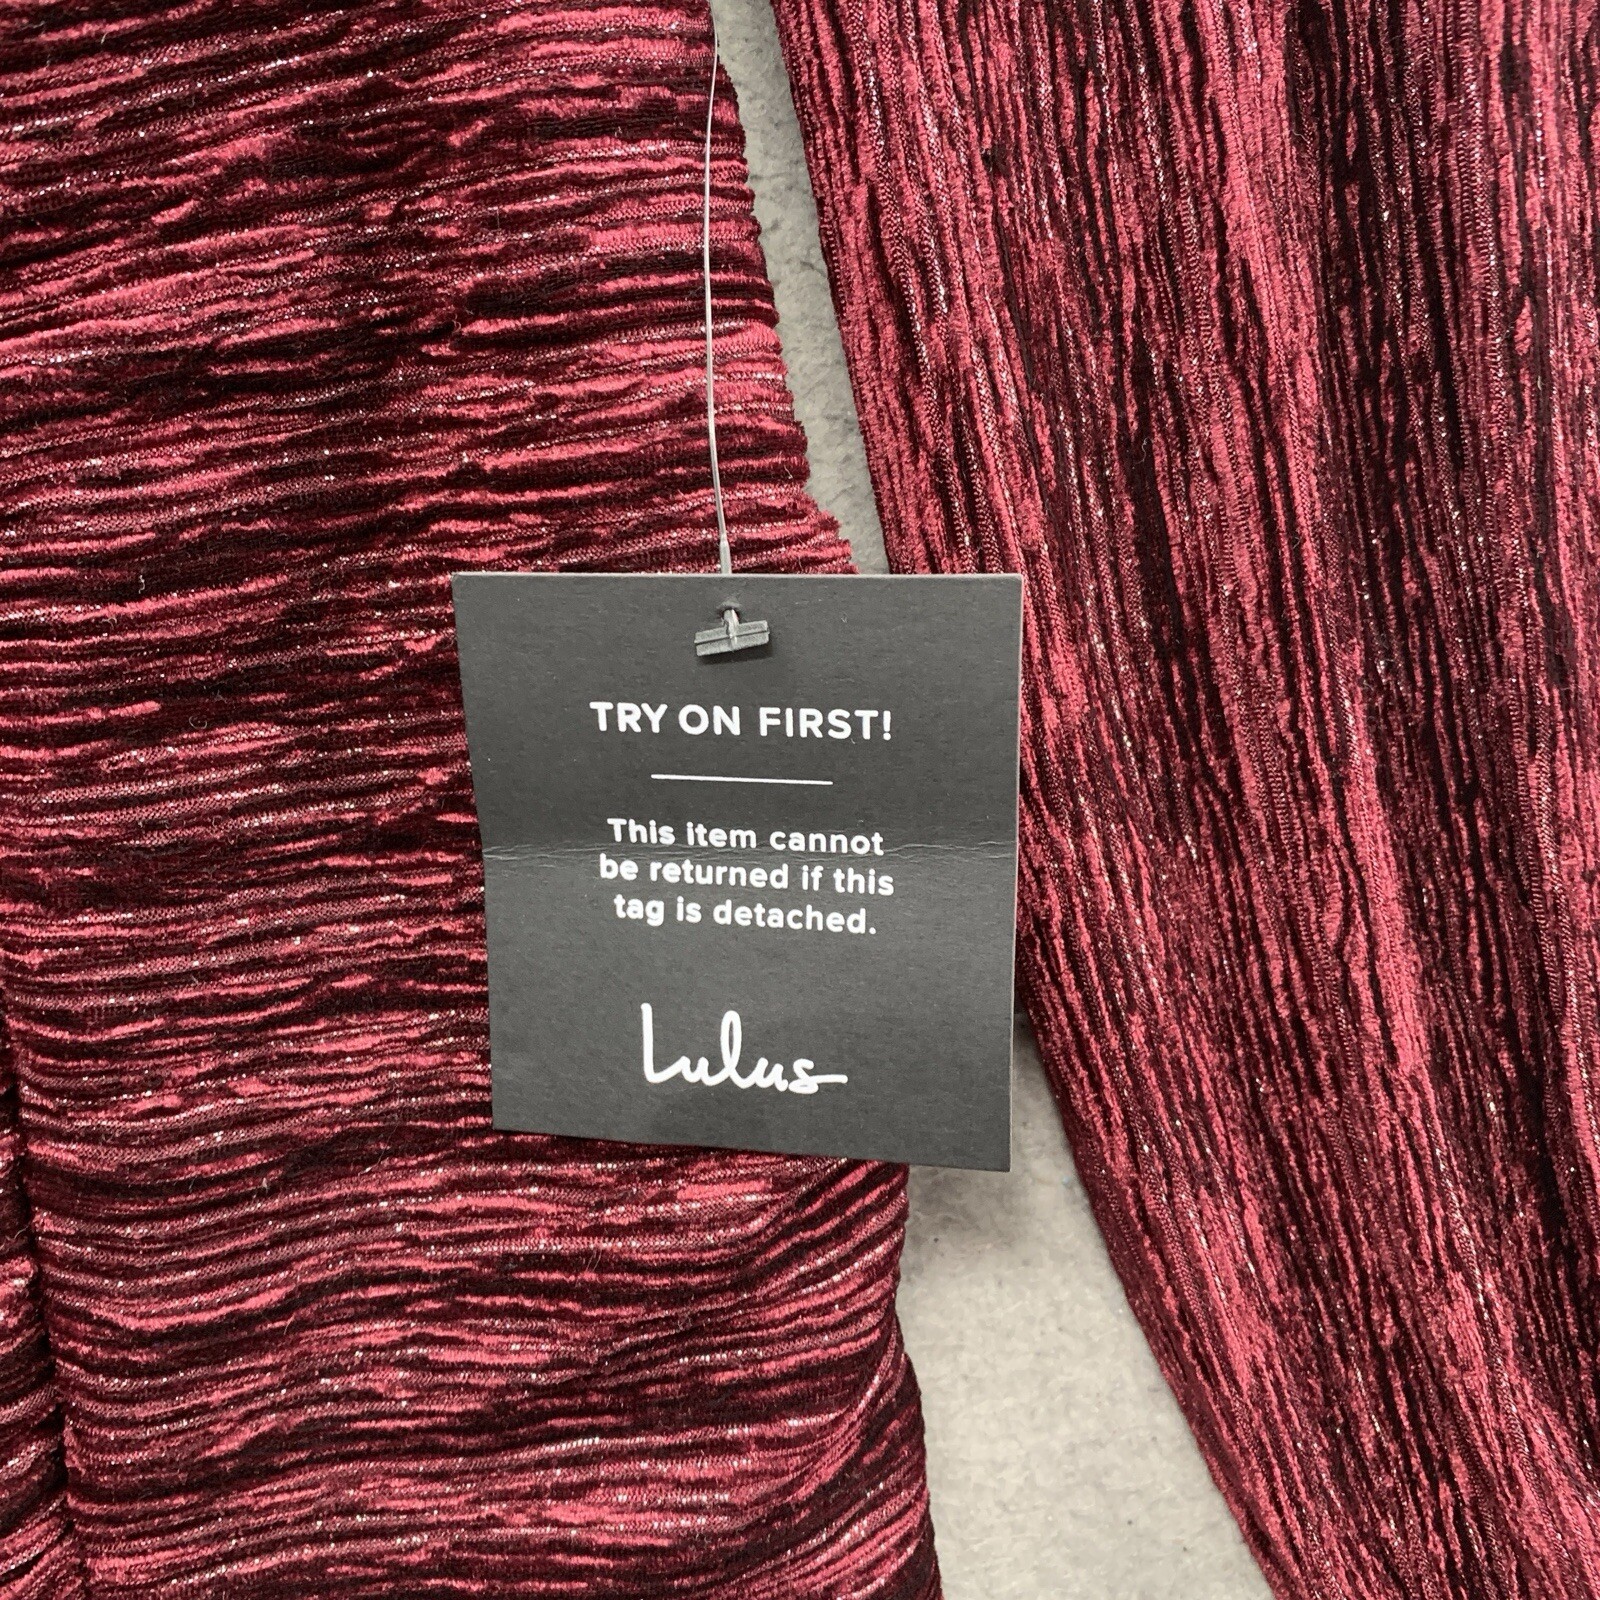 TRY ON FIRST!
This item cannot
be returned if this
tag is detached.
Lulus